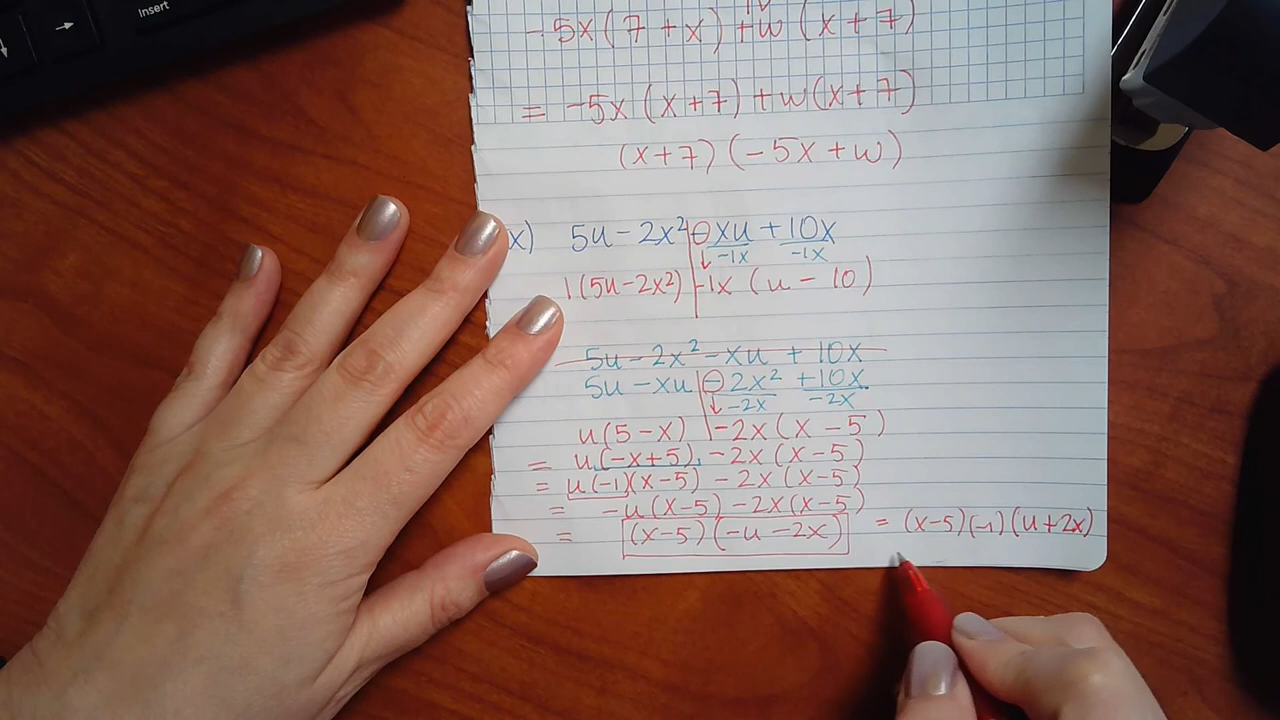 Insert
-5x(7+x)+w(x+7)
= -5x(x+7)+w(x+7)
(x+7)(-5x+w)
x) 5u-2x²-xu+10x
↓ -1x -1x
1(5u-2x²) -1x (u-10)
5u-2x²-xu+10x
5u-xu-2x²+10x
↓ -2x -2x
u(5-x) -2x(x-5)
= u(-x+5)-2x(x-5)
= u(-1)(x-5)-2x(x-5)
= -u(x-5)-2x(x-5)
= (x-5)(-u-2x) = (x-5)(-1)(u+2x)